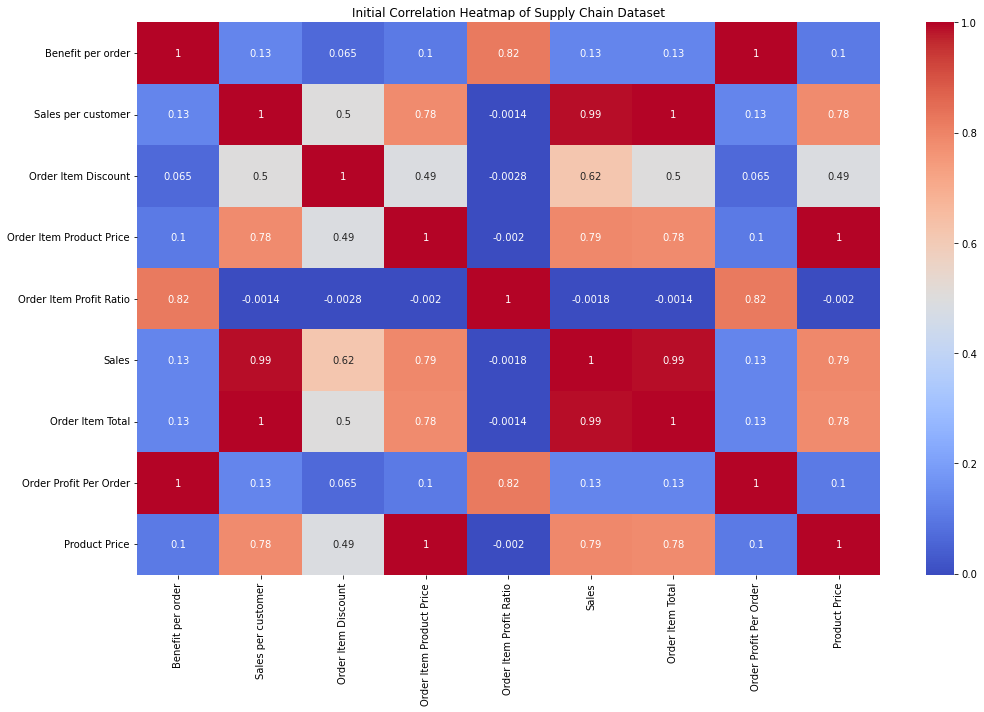 Initial Correlation Heatmap of Supply Chain Dataset
Benefit per order 1 0.13 0.065 0.1 0.82 0.13 0.13 1 0.1
Sales per customer 0.13 1 0.5 0.78 -0.0014 0.99 1 0.13 0.78
Order Item Discount 0.065 0.5 1 0.49 -0.0028 0.62 0.5 0.065 0.49
Order Item Product Price 0.1 0.78 0.49 1 -0.002 0.79 0.78 0.1 1
Order Item Profit Ratio 0.82 -0.0014 -0.0028 -0.002 1 -0.0018 -0.0014 0.82 -0.002
Sales 0.13 0.99 0.62 0.79 -0.0018 1 0.99 0.13 0.79
Order Item Total 0.13 1 0.5 0.78 -0.0014 0.99 1 0.13 0.78
Order Profit Per Order 1 0.13 0.065 0.1 0.82 0.13 0.13 1 0.1
Product Price 0.1 0.78 0.49 1 -0.002 0.79 0.78 0.1 1
Benefit per order
Sales per customer
Order Item Discount
Order Item Product Price
Order Item Profit Ratio
Sales
Order Item Total
Order Profit Per Order
Product Price
1.0
0.8
0.6
0.4
0.2
0.0